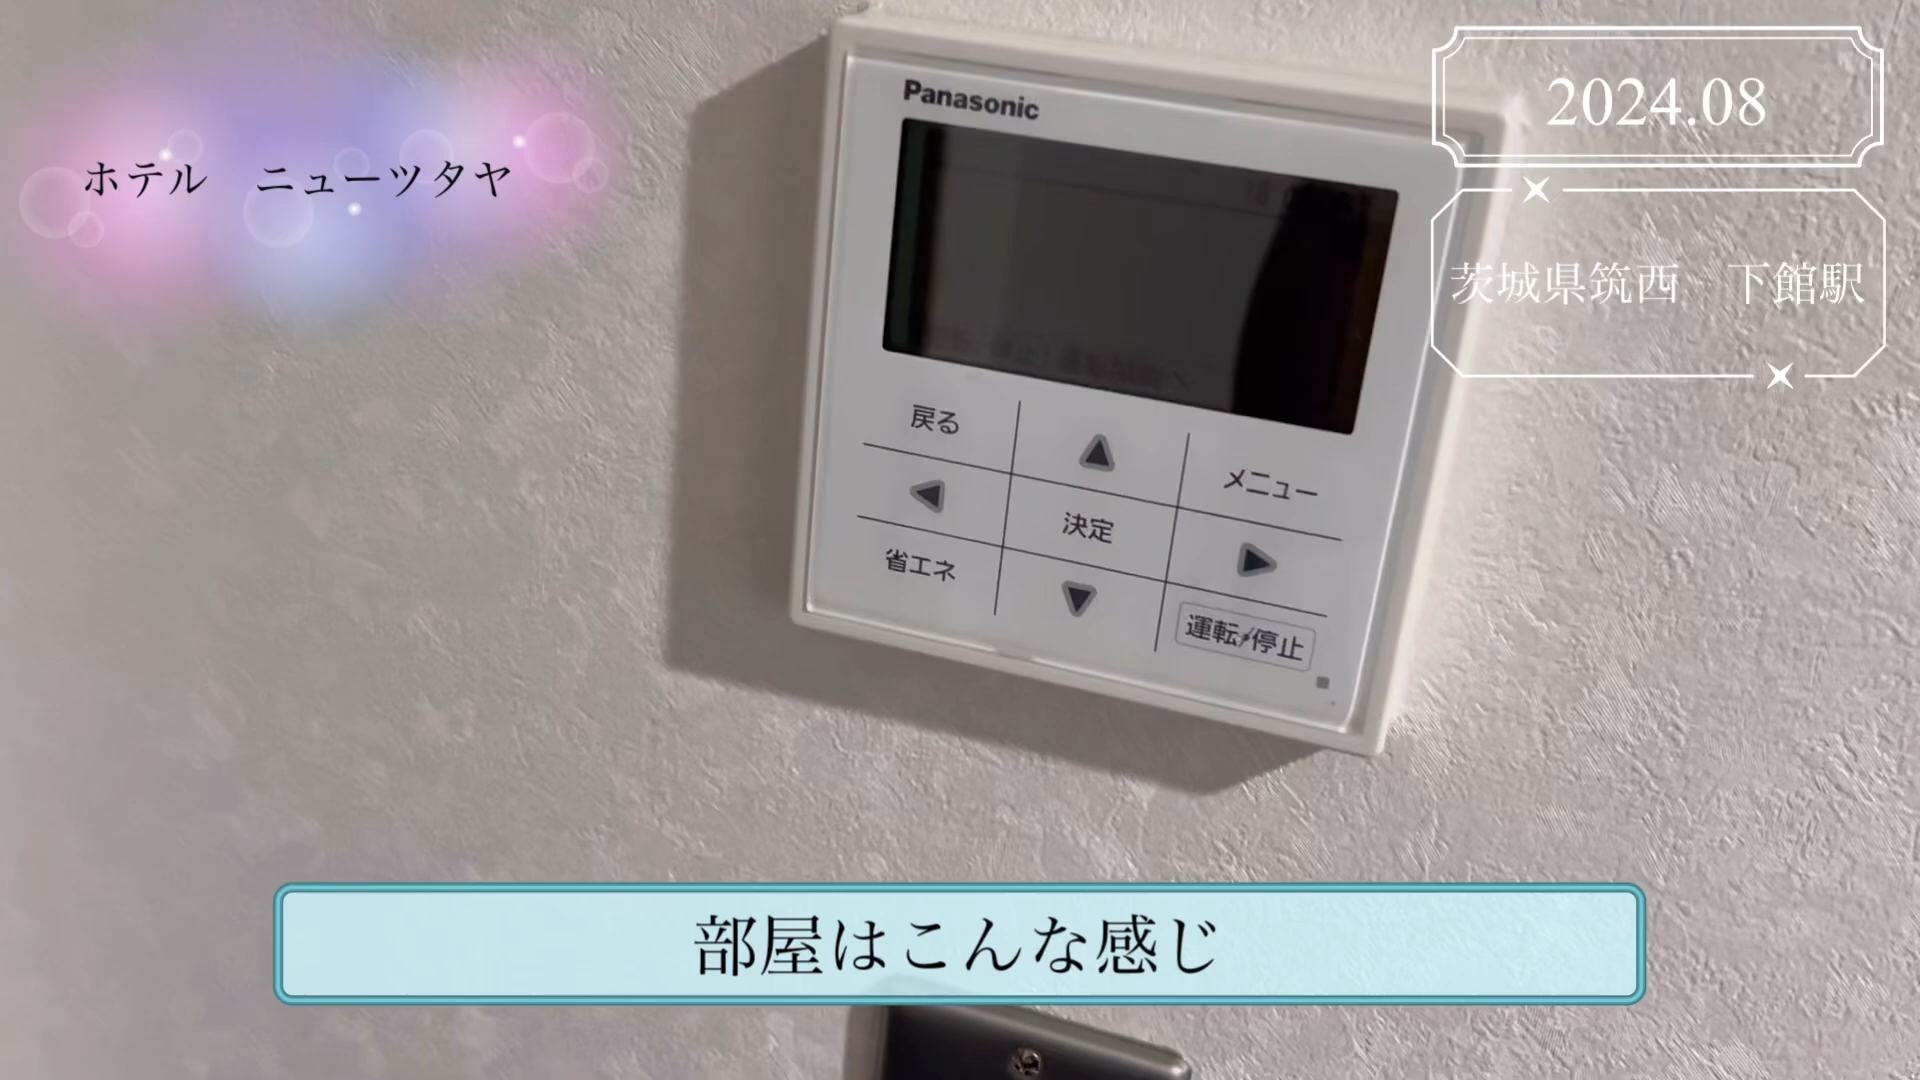 ホテル　ニューツタヤ
2024.08
茨城県筑西　下館駅
Panasonic
戻る
メニュー
決定
省エネ
運転/停止
部屋はこんな感じ